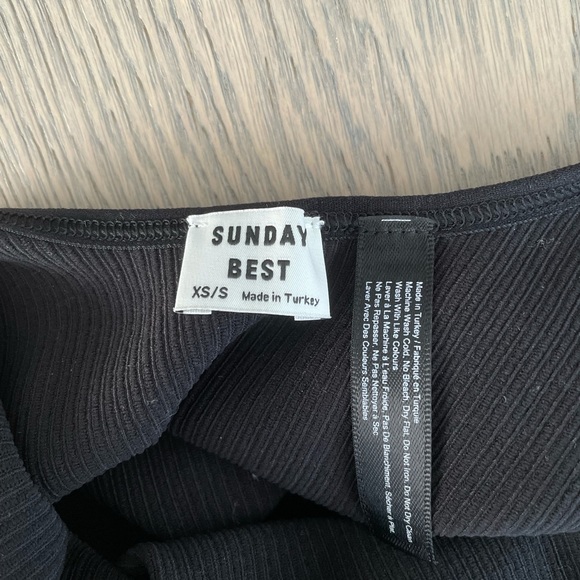 SUNDAY
BEST
XS/S Made in Turkey
Made in Turkey / Fabriqué en Turquie
Machine Wash Cold, No Bleach, Dry Flat, Do Not Iron, Do Not Dry Clean
Wash With Like Colours
Laver à La Machine à L'eau Froide, Pas De Blanchiment, Sécher à Plat,
Ne Pas Repasser, Ne Pas Nettoyer à Sec
Laver Avec Des Couleurs Semblables